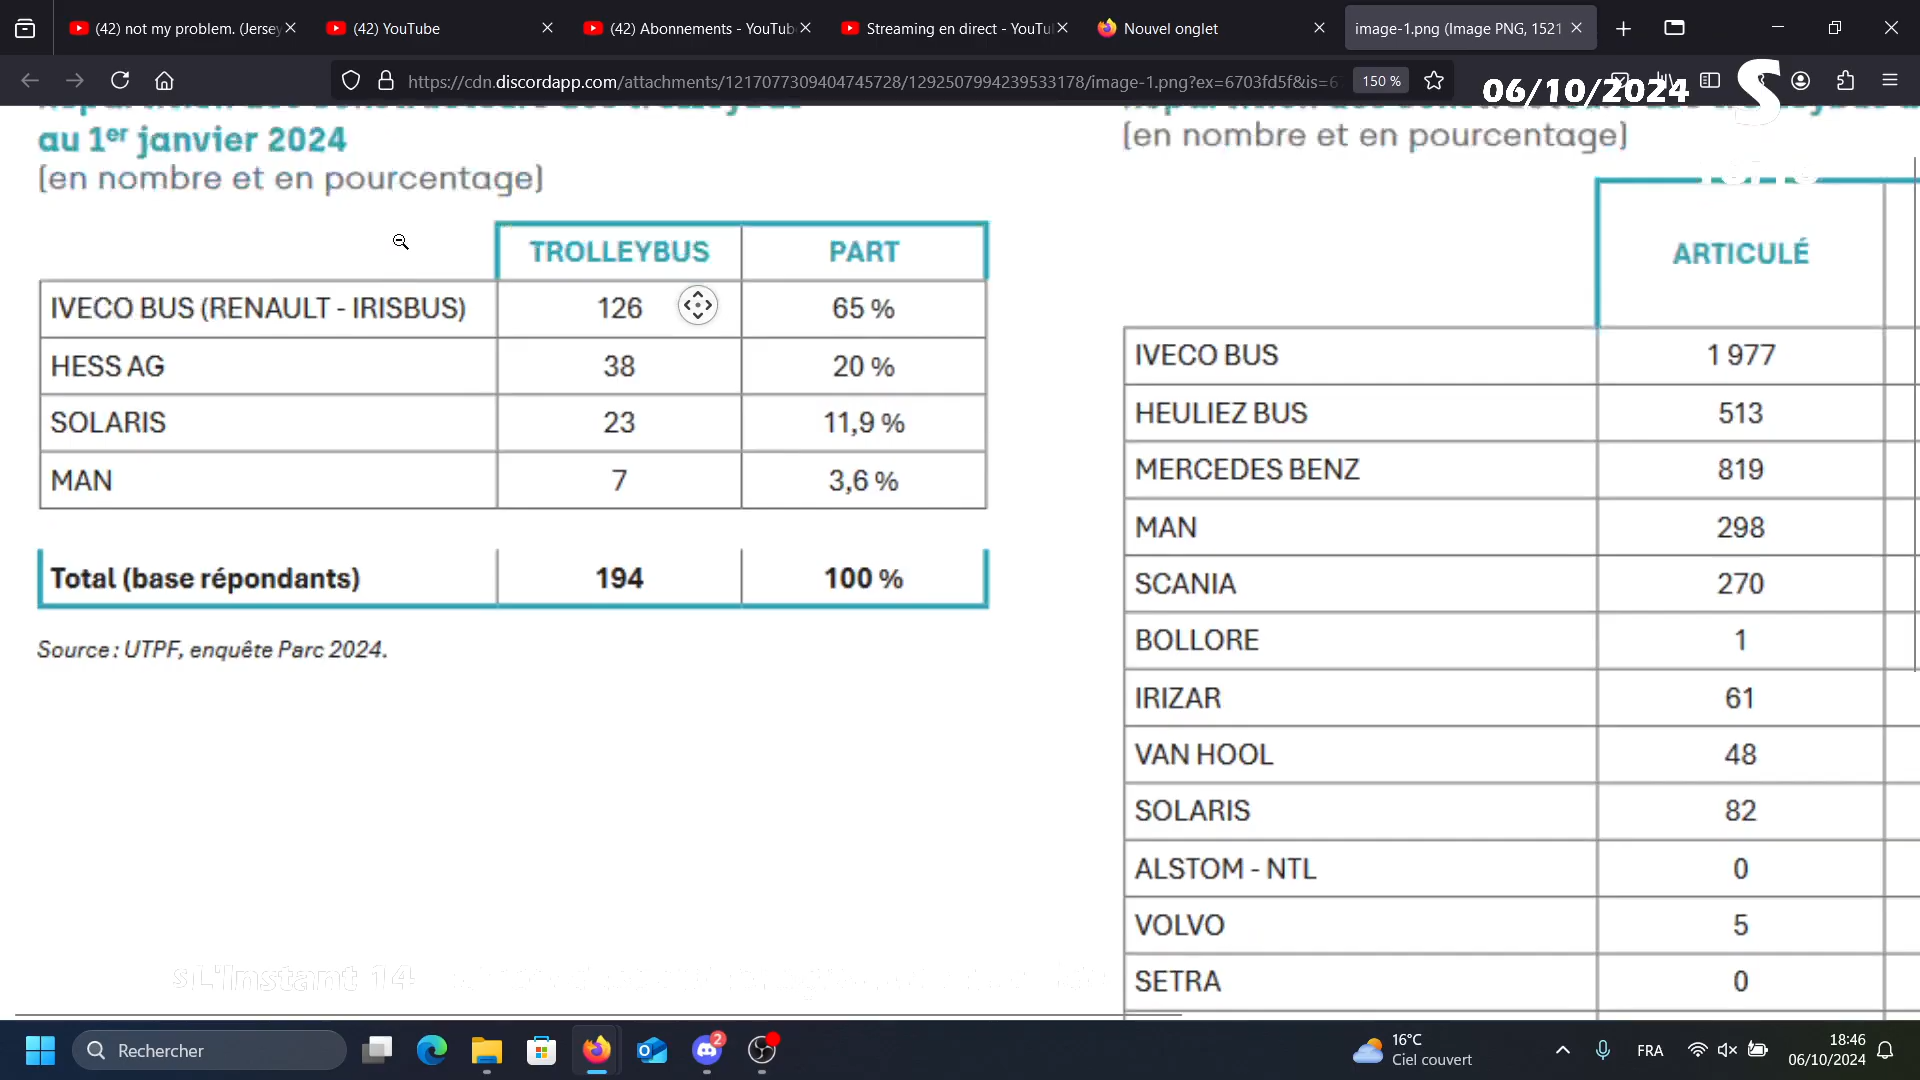 (42) not my problem. (Jersey
(42) YouTube
(42) Abonnements - YouTube
Streaming en direct - YouTu
Nouvel onglet
image-1.png (Image PNG, 1521
https://cdn.discordapp.com/attachments/1217077309404745728/1292507994239533178/image-1.png?ex=6703fd5f&is=6
150 %
06/10/2024
au 1er janvier 2024
(en nombre et en pourcentage)
TROLLEYBUS PART
IVECO BUS (RENAULT - IRISBUS) 126 65 %
HESS AG 38 20 %
SOLARIS 23 11,9 %
MAN 7 3,6 %
Total (base répondants) 194 100 %
Source : UTPF, enquête Parc 2024.
(en nombre et en pourcentage)
ARTICULÉ
IVECO BUS 1 977
HEULIEZ BUS 513
MERCEDES BENZ 819
MAN 298
SCANIA 270
BOLLORE 1
IRIZAR 61
VAN HOOL 48
SOLARIS 82
ALSTOM - NTL 0
VOLVO 5
SETRA 0
L'instant 14
Rechercher
2
16°C
Ciel couvert
FRA
18:46
06/10/2024